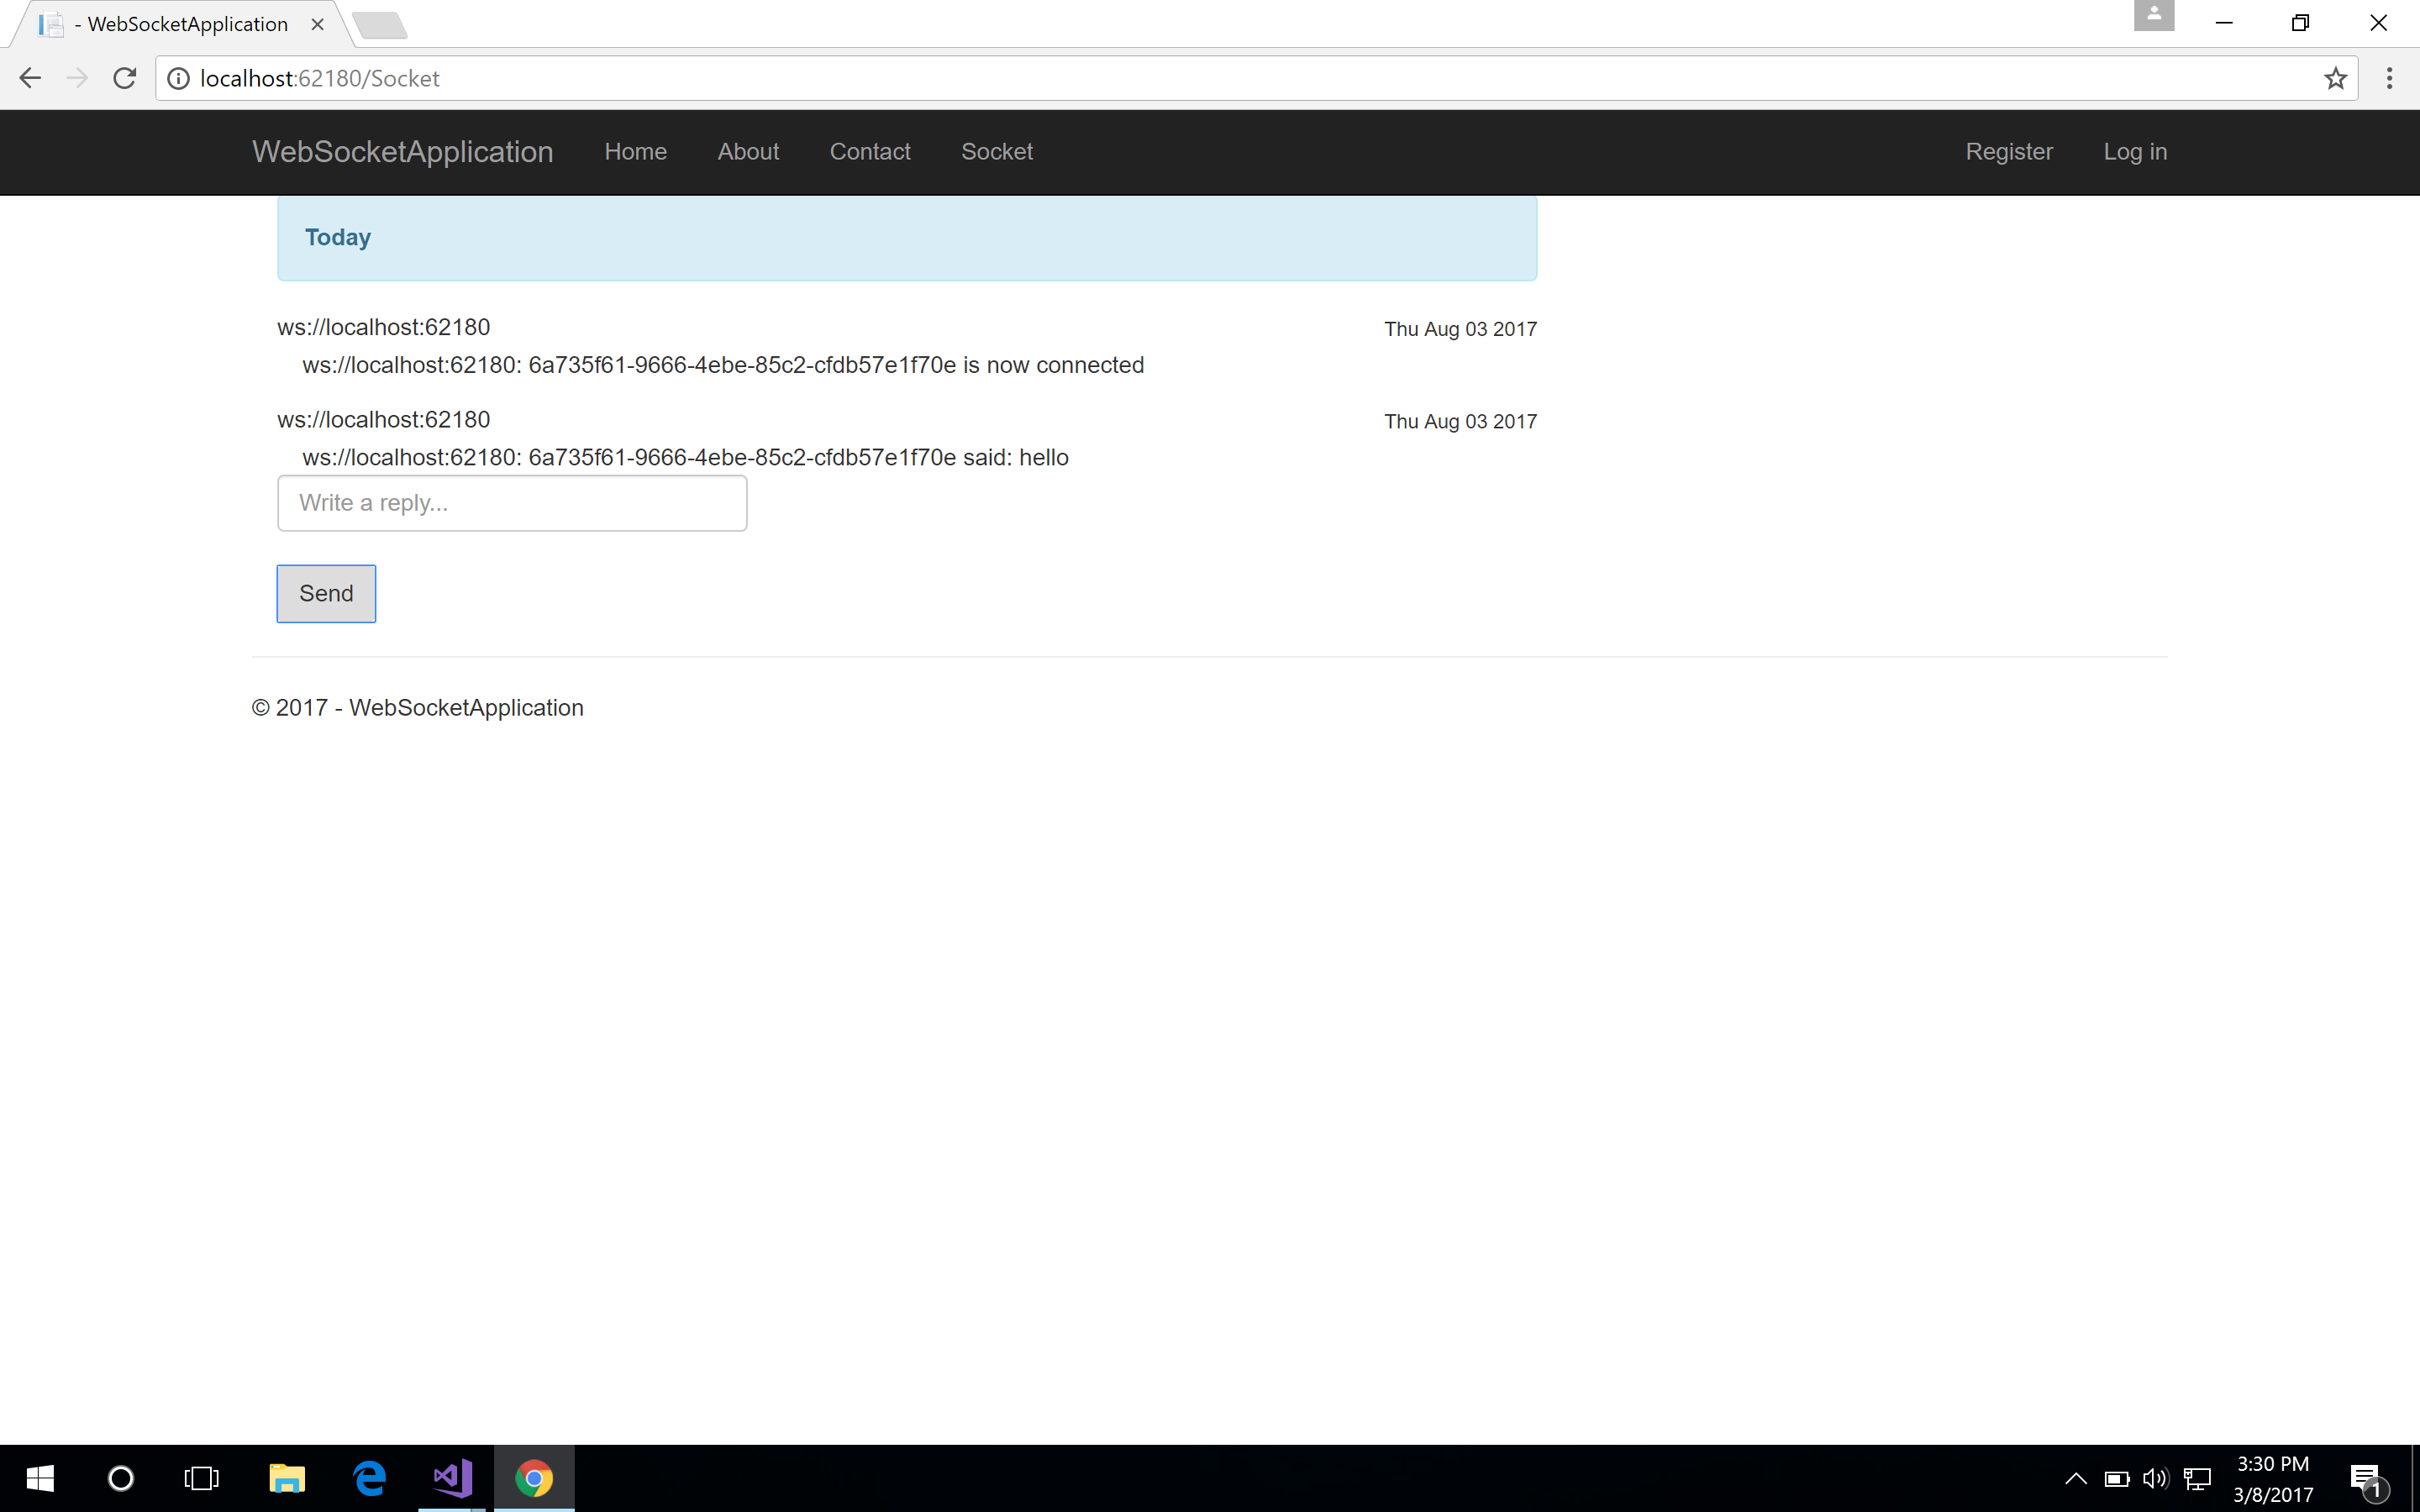 - WebSocketApplication
localhost:62180/Socket
WebSocketApplication Home About Contact Socket Register Log in
Today
ws://localhost:62180 Thu Aug 03 2017
ws://localhost:62180: 6a735f61-9666-4ebe-85c2-cfdb57e1f70e is now connected
ws://localhost:62180 Thu Aug 03 2017
ws://localhost:62180: 6a735f61-9666-4ebe-85c2-cfdb57e1f70e said: hello
Write a reply...
Send
© 2017 - WebSocketApplication
3:30 PM
3/8/2017
1